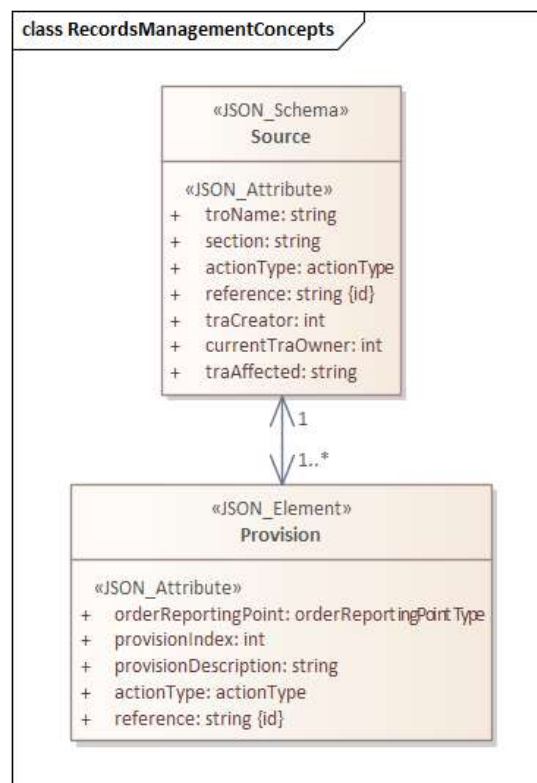 class RecordsManagementConcepts
«JSON_Schema»
Source
«JSON_Attribute»
+ troName: string
+ section: string
+ actionType: actionType
+ reference: string {id}
+ traCreator: int
+ currentTraOwner: int
+ traAffected: string
1
1..*
«JSON_Element»
Provision
«JSON_Attribute»
+ orderReportingPoint: orderReportingPointType
+ provisionIndex: int
+ provisionDescription: string
+ actionType: actionType
+ reference: string {id}